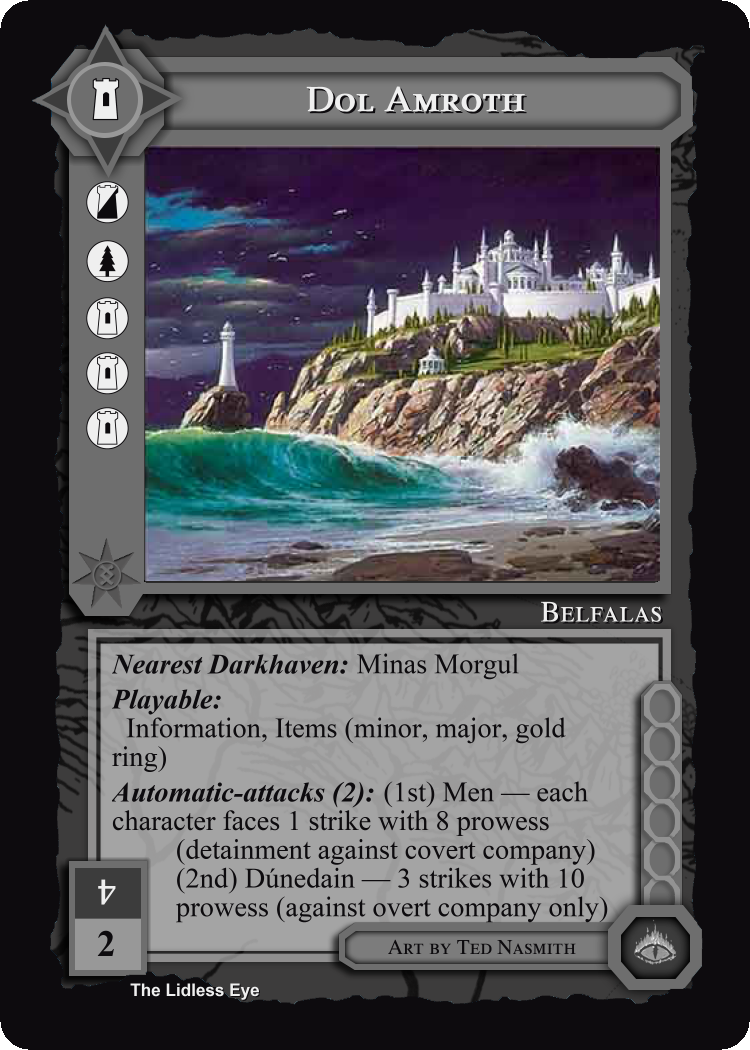 Dol Amroth
Belfalas
Nearest Darkhaven: Minas Morgul
Playable:
Information, Items (minor, major, gold
ring)
Automatic-attacks (2): (1st) Men — each
character faces 1 strike with 8 prowess
(detainment against covert company)
(2nd) Dúnedain — 3 strikes with 10
prowess (against overt company only)
4
2
Art by Ted Nasmith
The Lidless Eye